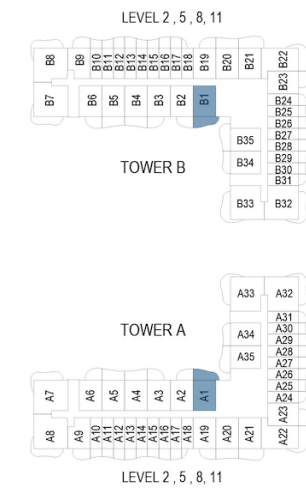 LEVEL 2 , 5 , 8, 11
B8 B9 B10 B11 B12 B13 B14 B15 B16 B17 B18 B19 B20 B21 B22
B23
B7 B6 B5 B4 B3 B2 B1
B24
B25
B26
B35 B27
B28
B34 B29
B30
B31
B33 B32
TOWER B
A33 A32
A31
TOWER A
A34 A30
A29
A35 A28
A27
A26
A25
A7 A6 A5 A4 A3 A2 A1 A24
A23
A8 A9 A10 A11 A12 A13 A14 A15 A16 A17 A18 A19 A20 A21 A22
LEVEL 2 , 5 , 8, 11